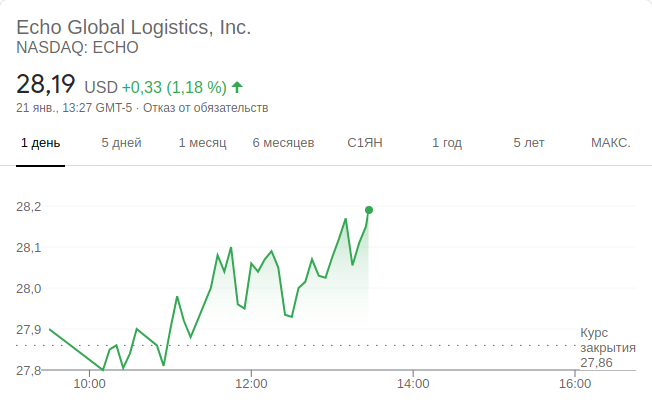 Echo Global Logistics, Inc.
NASDAQ: ECHO
28,19 USD +0,33 (1,18 %)
21 янв., 13:27 GMT-5 · Отказ от обязательств
1 день 5 дней 1 месяц 6 месяцев С1ЯН 1 год 5 лет МАКС.
28,2
28,1
28,0
27,9
Курс
закрытия
27,86
27,8
10:00 12:00 14:00 16:00